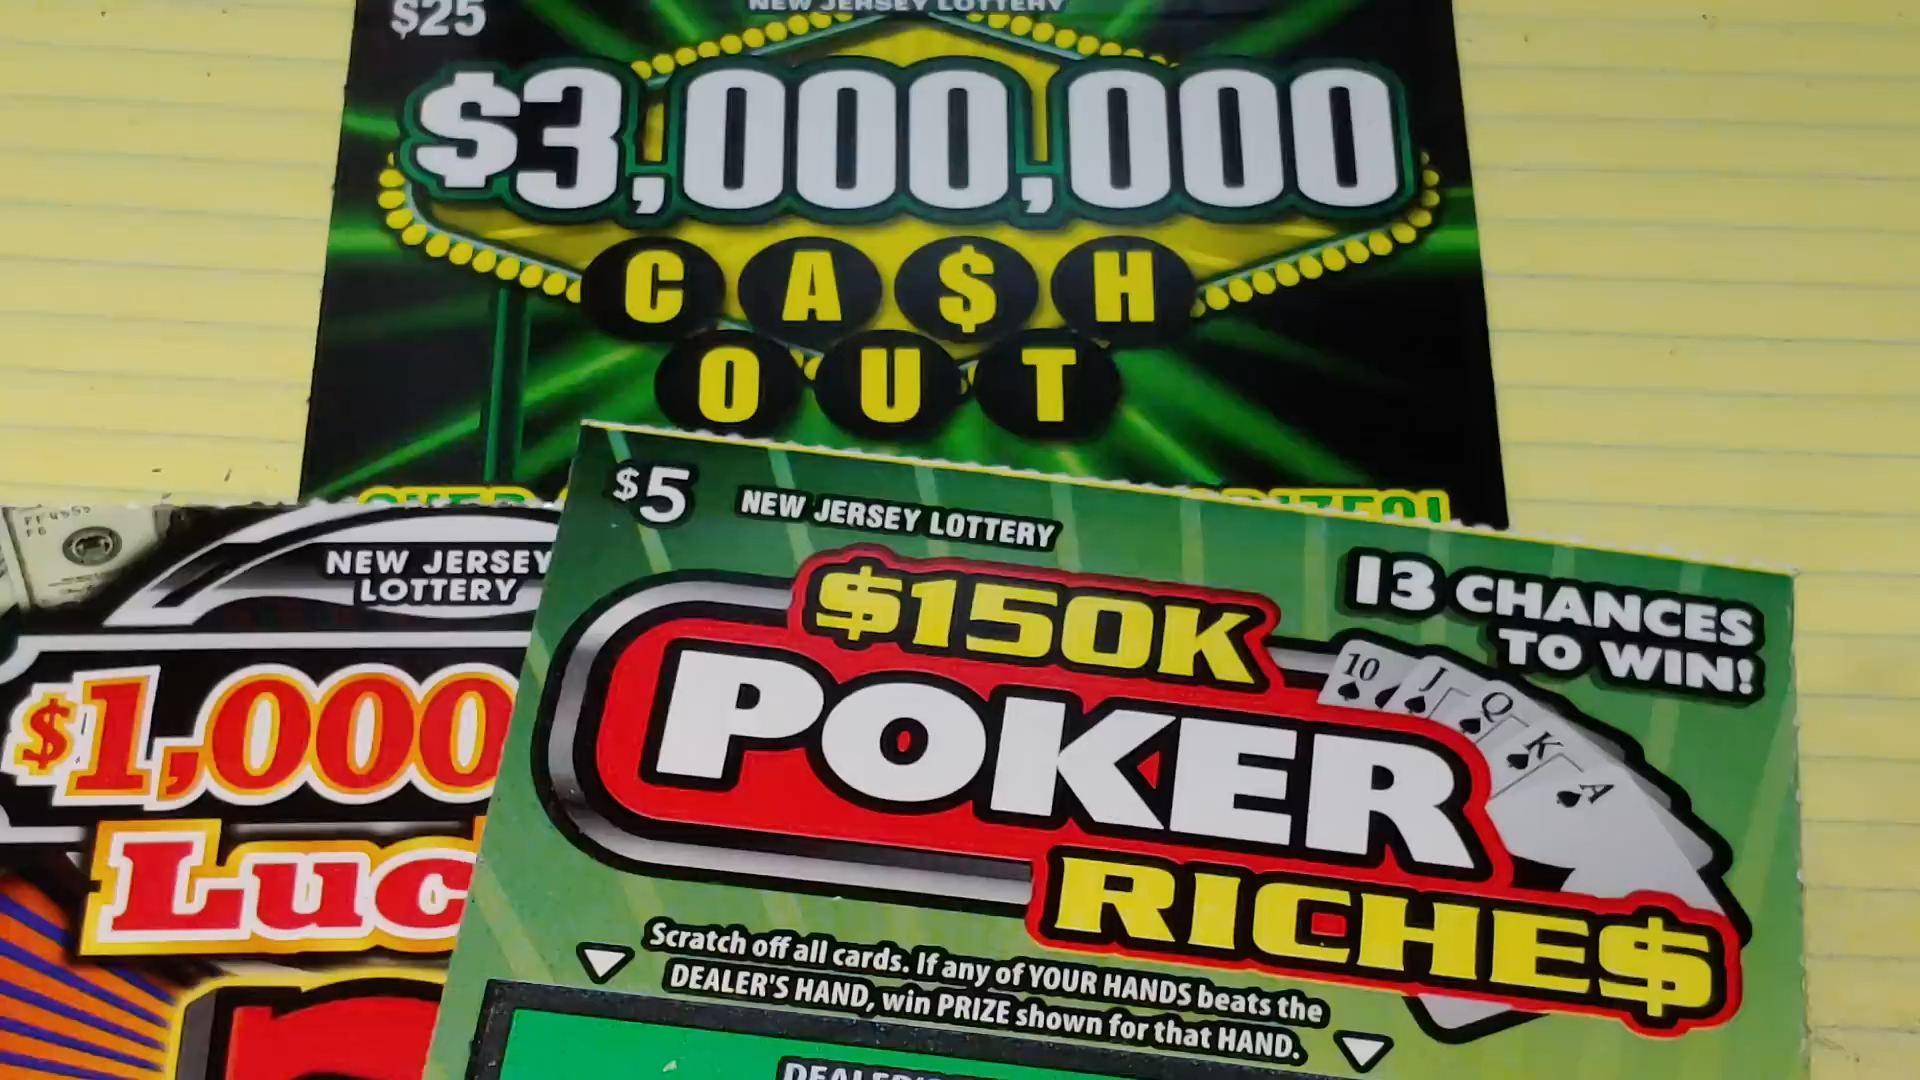 $25
NEW JERSEY LOTTERY
$3,000,000
CA$H
OUT
$5 NEW JERSEY LOTTERY
13 CHANCES
TO WIN!
$150K
POKER
RICHE$
10 J Q K A
Scratch off all cards. If any of YOUR HANDS beats the
DEALER'S HAND, win PRIZE shown for that HAND.
DEALER'S
NEW JERSEY
LOTTERY
$1,000
Luc